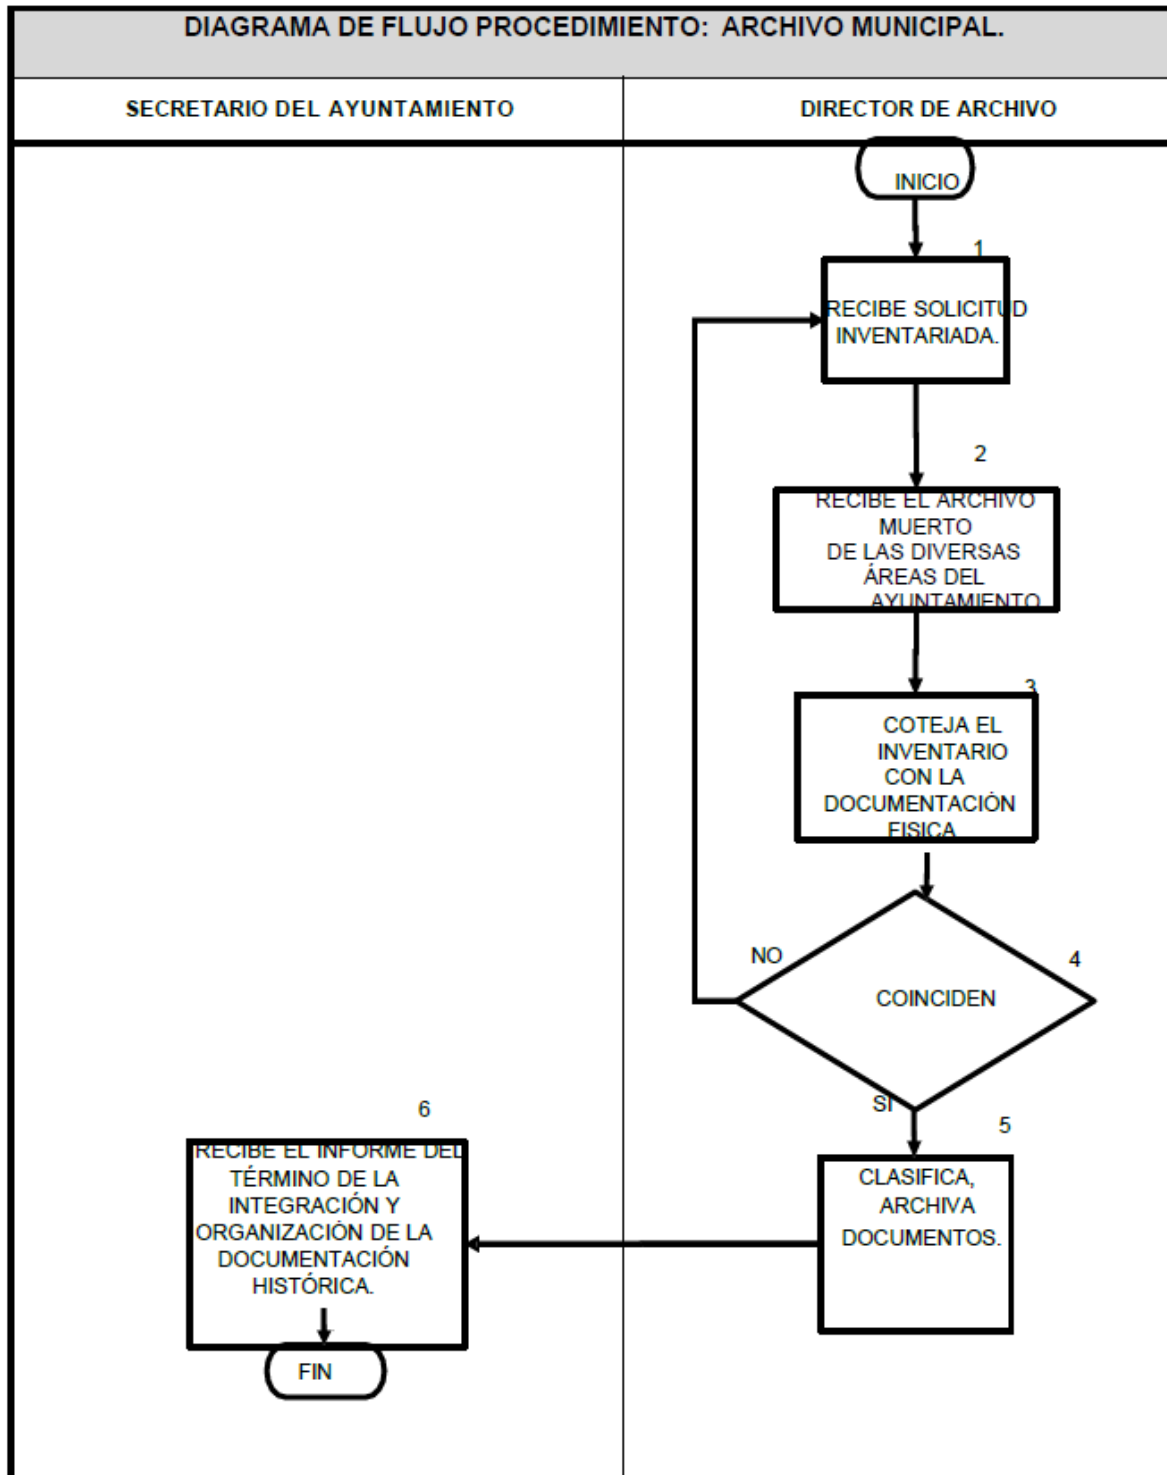 DIAGRAMA DE FLUJO PROCEDIMIENTO: ARCHIVO MUNICIPAL.
SECRETARIO DEL AYUNTAMIENTO
DIRECTOR DE ARCHIVO
INICIO
1
RECIBE SOLICITUD
INVENTARIADA.
2
RECIBE EL ARCHIVO
MUERTO
DE LAS DIVERSAS
ÁREAS DEL
AYUNTAMIENTO
3
COTEJA EL
INVENTARIO
CON LA
DOCUMENTACIÓN
FISICA
NO
4
COINCIDEN
SI
5
CLASIFICA,
ARCHIVA
DOCUMENTOS.
6
RECIBE EL INFORME DEL
TÉRMINO DE LA
INTEGRACIÓN Y
ORGANIZACIÓN DE LA
DOCUMENTACIÓN
HISTÓRICA.
FIN